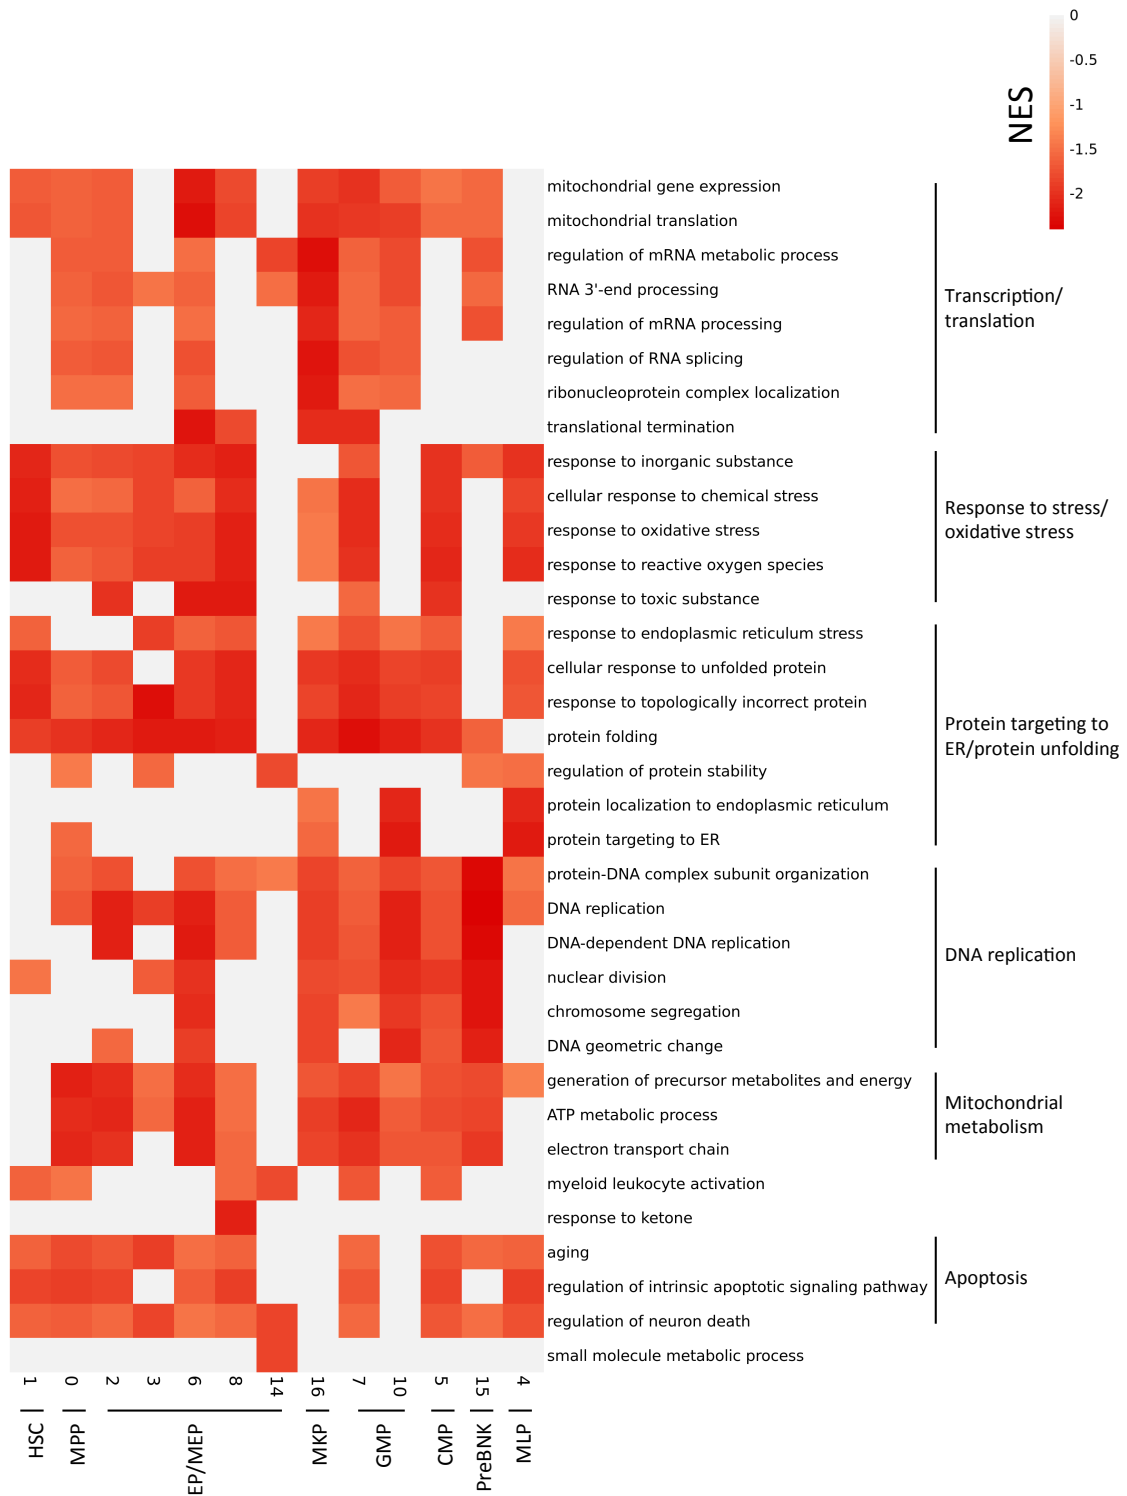 0
-0.5
-1
-1.5
-2
NES
mitochondrial gene expression
mitochondrial translation
regulation of mRNA metabolic process
RNA 3'-end processing
regulation of mRNA processing
regulation of RNA splicing
ribonucleoprotein complex localization
translational termination
Transcription/
translation
response to inorganic substance
cellular response to chemical stress
response to oxidative stress
response to reactive oxygen species
response to toxic substance
Response to stress/
oxidative stress
response to endoplasmic reticulum stress
cellular response to unfolded protein
response to topologically incorrect protein
protein folding
regulation of protein stability
protein localization to endoplasmic reticulum
protein targeting to ER
Protein targeting to
ER/protein unfolding
protein-DNA complex subunit organization
DNA replication
DNA-dependent DNA replication
nuclear division
chromosome segregation
DNA geometric change
DNA replication
generation of precursor metabolites and energy
ATP metabolic process
electron transport chain
Mitochondrial
metabolism
myeloid leukocyte activation
response to ketone
aging
regulation of intrinsic apoptotic signaling pathway
regulation of neuron death
Apoptosis
small molecule metabolic process
1
0
2
3
6
8
14
16
7
10
5
15
4
HSC
MPP
EP/MEP
MKP
GMP
CMP
PreBNK
MLP